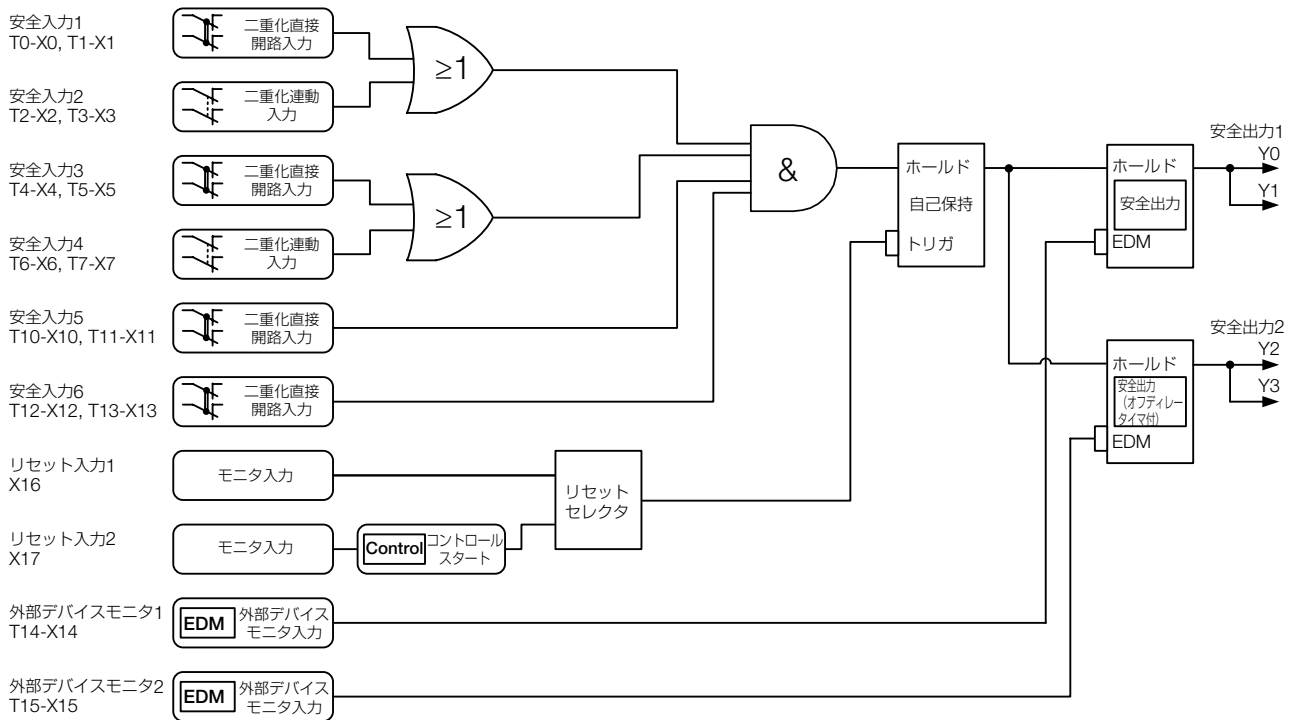 安全入力1
T0-X0, T1-X1
二重化直接
開路入力
安全入力2
T2-X2, T3-X3
二重化連動
入力
≥1
安全入力3
T4-X4, T5-X5
二重化直接
開路入力
安全入力4
T6-X6, T7-X7
二重化連動
入力
≥1
安全入力5
T10-X10, T11-X11
二重化直接
開路入力
安全入力6
T12-X12, T13-X13
二重化直接
開路入力
&
ホールド
自己保持
トリガ
ホールド
安全出力
EDM
安全出力1
Y0
Y1
ホールド
安全出力
(オフディレー
タイマ付)
EDM
安全出力2
Y2
Y3
リセット入力1
X16
モニタ入力
リセット
セレクタ
リセット入力2
X17
モニタ入力
Control
コントロール
スタート
外部デバイスモニタ1
T14-X14
EDM
外部デバイス
モニタ入力
外部デバイスモニタ2
T15-X15
EDM
外部デバイス
モニタ入力